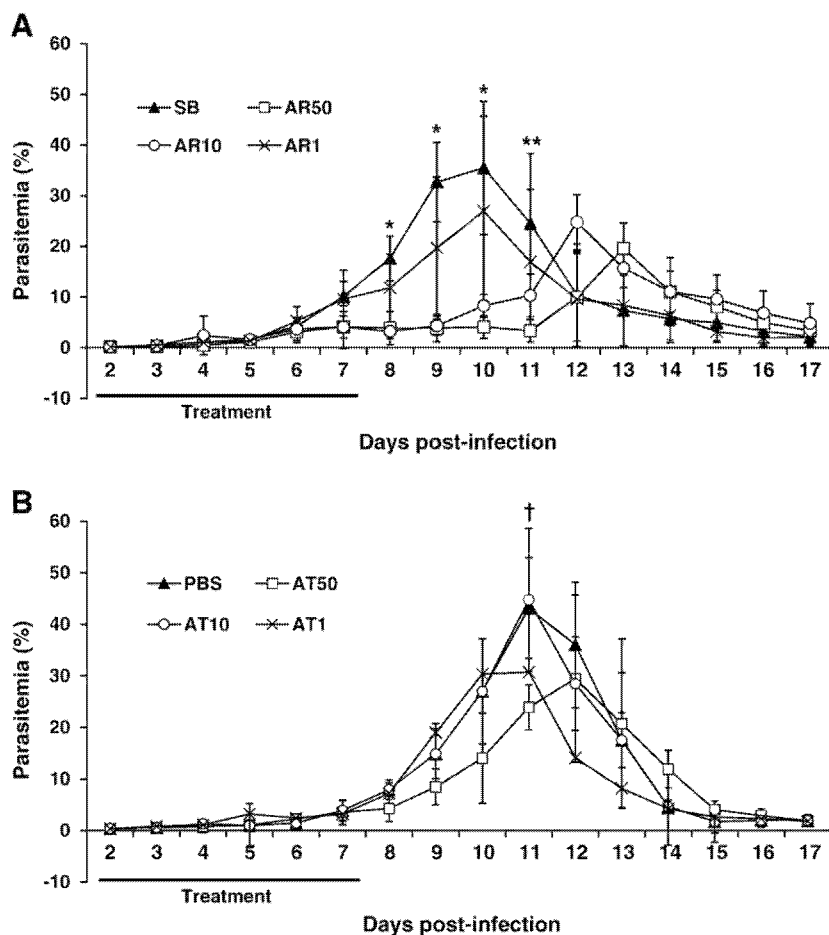 A
60
50
40
30
20
10
0
-10
Parasitemia (%)
SB AR50
AR10 AR1
* * * **
2 3 4 5 6 7 8 9 10 11 12 13 14 15 16 17
Treatment
Days post-infection
B
60
50
40
30
20
10
0
-10
Parasitemia (%)
PBS AT50
AT10 AT1
†
2 3 4 5 6 7 8 9 10 11 12 13 14 15 16 17
Treatment
Days post-infection